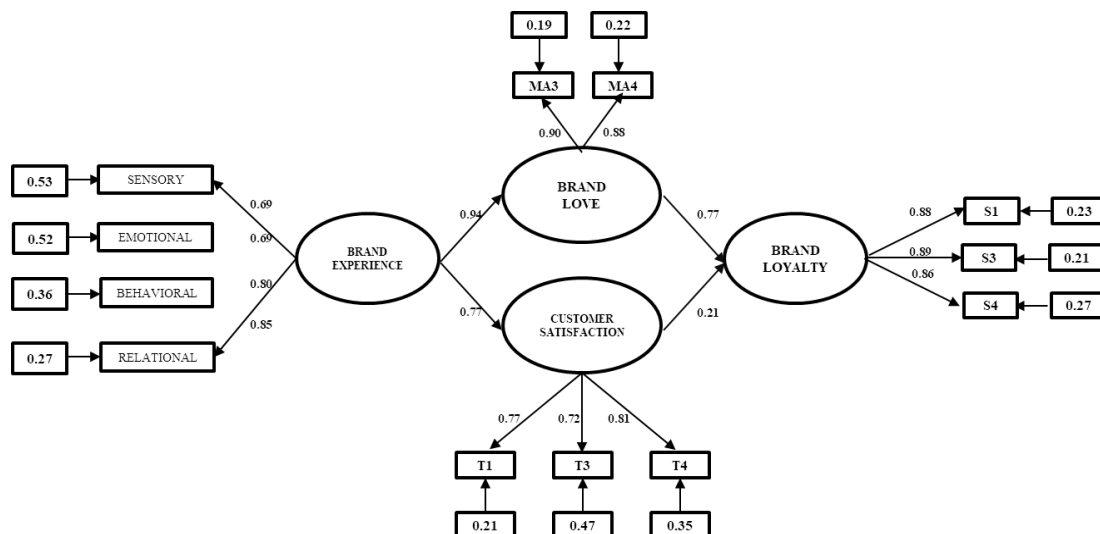 0.19
0.22
MA3
MA4
0.90
0.88
0.53
SENSORY
0.69
0.52
EMOTIONAL
0.69
0.36
BEHAVIORAL
0.80
0.27
RELATIONAL
0.85
BRAND
EXPERIENCE
0.94
0.77
BRAND
LOVE
CUSTOMER
SATISFACTION
0.77
0.21
BRAND
LOYALTY
0.88
S1
0.23
0.89
S3
0.21
0.86
S4
0.27
0.77
0.72
0.81
T1
T3
T4
0.21
0.47
0.35